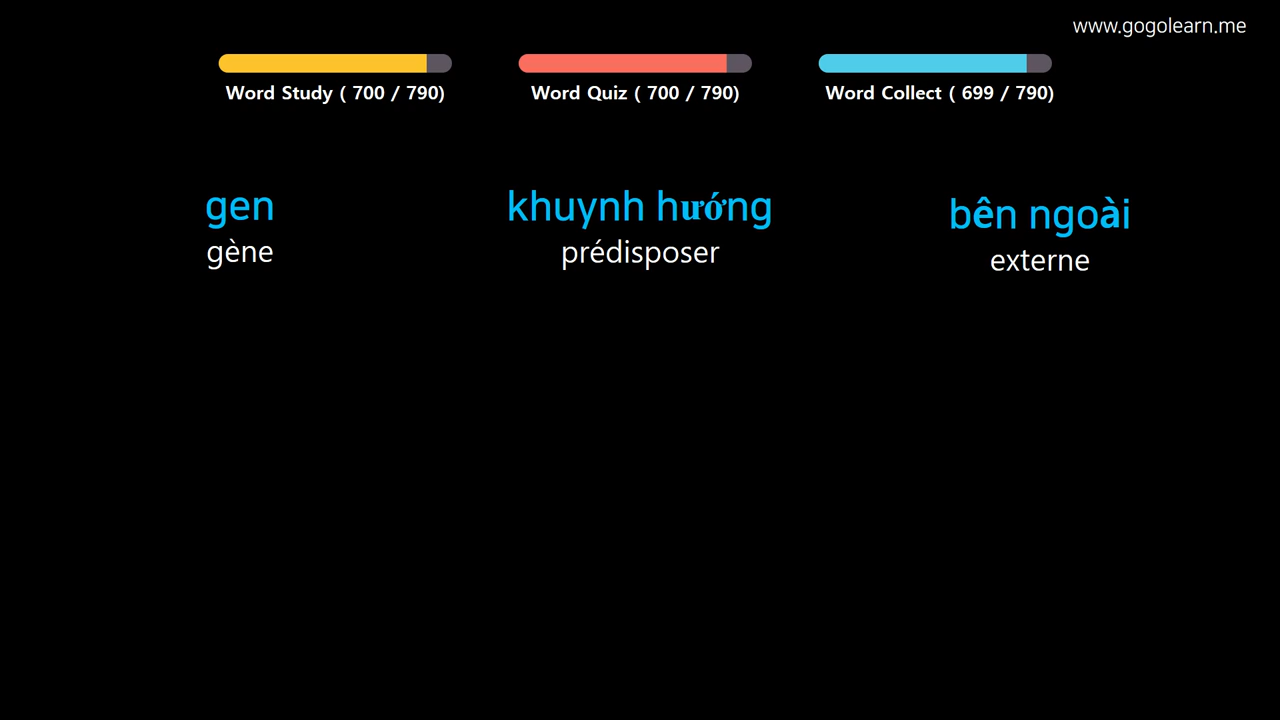 www.gogolearn.me
Word Study ( 700 / 790)
Word Quiz ( 700 / 790)
Word Collect ( 699 / 790)
gen
gène
khuynh hướng
prédisposer
bên ngoài
externe